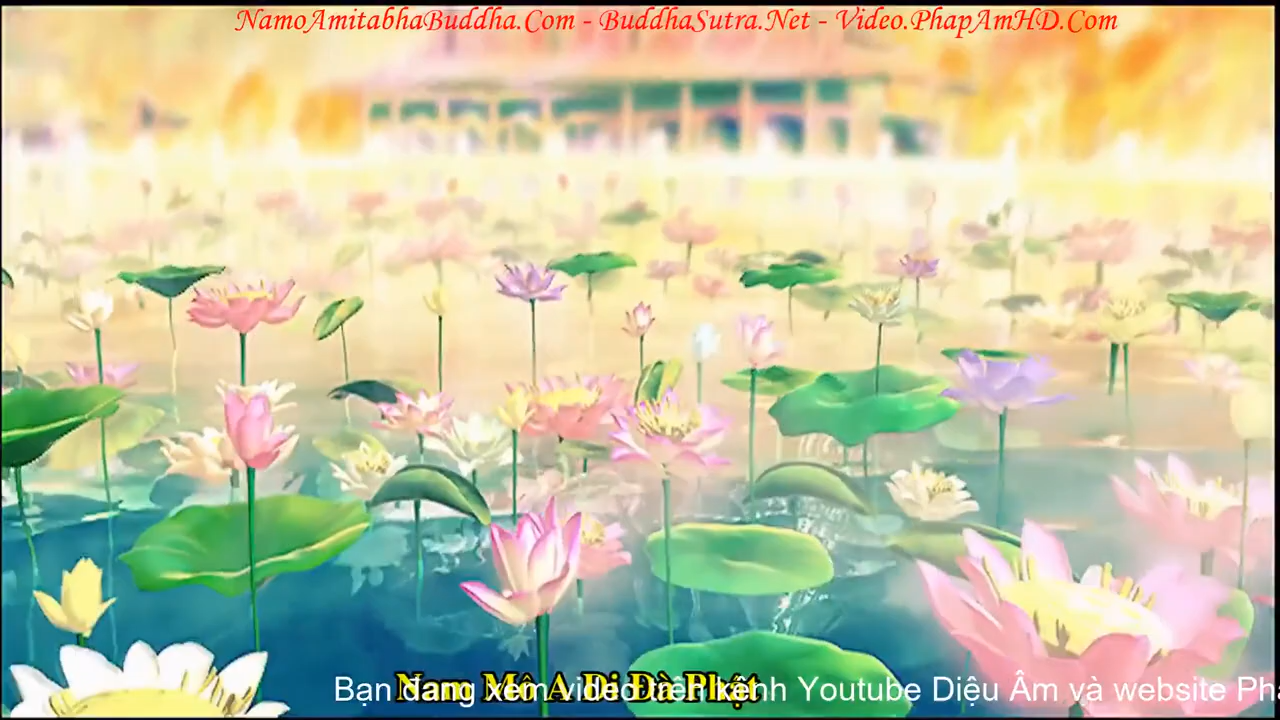 NamoAmitabhaBuddha.Com - BuddhaSutra.Net - Video.PhapAmHD.Com
Nam Mô A Di Đà Phật
Bạn đang xem video trên kênh Youtube Diệu Âm và website